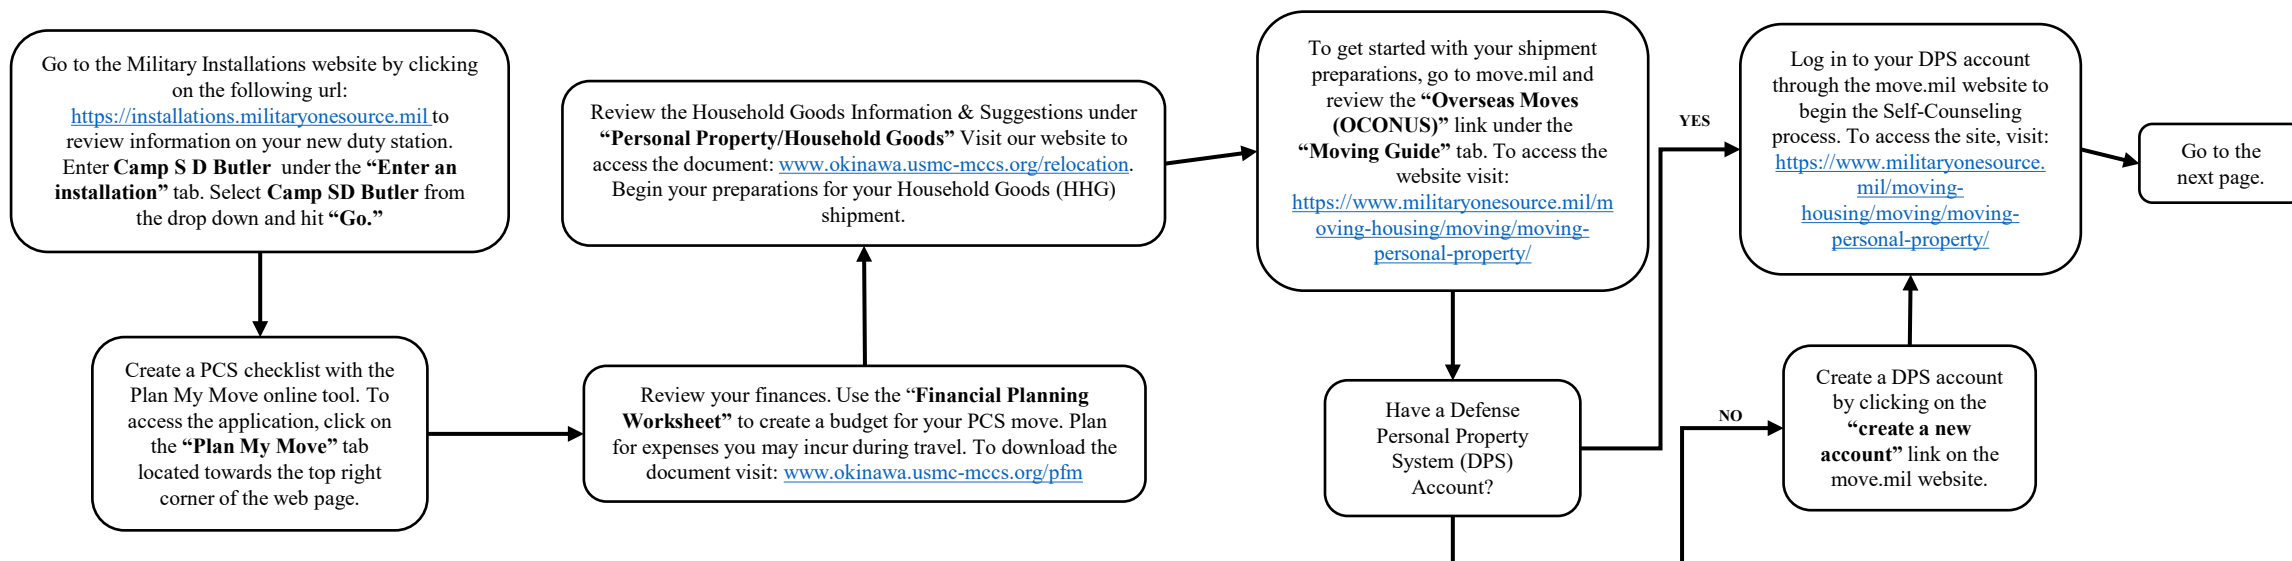 Go to the Military Installations website by clicking
on the following url:
https://installations.militaryonesource.mil to
review information on your new duty station.
Enter Camp S D Butler under the “Enter an
installation” tab. Select Camp SD Butler from
the drop down and hit “Go.”
Create a PCS checklist with the
Plan My Move online tool. To
access the application, click on
the “Plan My Move” tab
located towards the top right
corner of the web page.
Review your finances. Use the “Financial Planning
Worksheet” to create a budget for your PCS move. Plan
for expenses you may incur during travel. To download the
document visit: www.okinawa.usmc-mccs.org/pfm
Review the Household Goods Information & Suggestions under
“Personal Property/Household Goods” Visit our website to
access the document: www.okinawa.usmc-mccs.org/relocation.
Begin your preparations for your Household Goods (HHG)
shipment.
To get started with your shipment
preparations, go to move.mil and
review the “Overseas Moves
(OCONUS)” link under the
“Moving Guide” tab. To access the
website visit:
https://www.militaryonesource.mil/m
oving-housing/moving/moving-
personal-property/
Have a Defense
Personal Property
System (DPS)
Account?
YES
Log in to your DPS account
through the move.mil website to
begin the Self-Counseling
process. To access the site, visit:
https://www.militaryonesource.
mil/moving-
housing/moving/moving-
personal-property/
NO
Create a DPS account
by clicking on the
“create a new
account” link on the
move.mil website.
Go to the
next page.